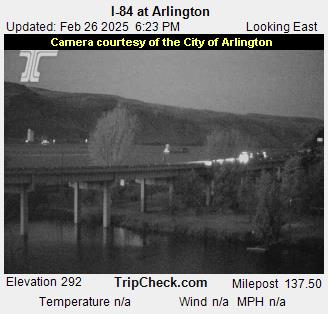 I-84 at Arlington
Updated: Feb 26 2025 6:23 PM Looking East
Camera courtesy of the City of Arlington
Elevation 292 TripCheck.com Milepost 137.50
Temperature n/a Wind n/a MPH n/a